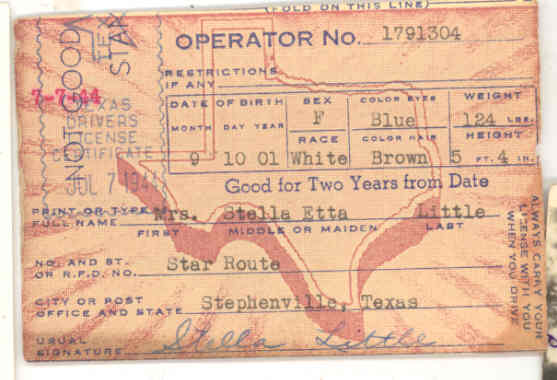 (FOLD ON THIS LINE)
OPERATOR No. 1791304
RESTRICTIONS
IF ANY
DATE OF BIRTH SEX COLOR EYES WEIGHT
F Blue 124 LBS.
MONTH DAY YEAR RACE COLOR HAIR HEIGHT
9 10 01 White Brown 5 FT. 4 IN.
7-7-44
TEXAS
DRIVERS
LICENSE
CERTIFICATE
JUL 7 1944
NOT GOOD
Good for Two Years from Date
PRINT OR TYPE
FULL NAME Mrs. Stella Etta Little
FIRST MIDDLE OR MAIDEN LAST
NO. AND ST.
OR R.F.D. NO. Star Route
CITY OR POST
OFFICE AND STATE Stephenville, Texas
USUAL
SIGNATURE Stella Little
ALWAYS CARRY YOUR
LICENSE WITH YOU
WHEN YOU DRIVE